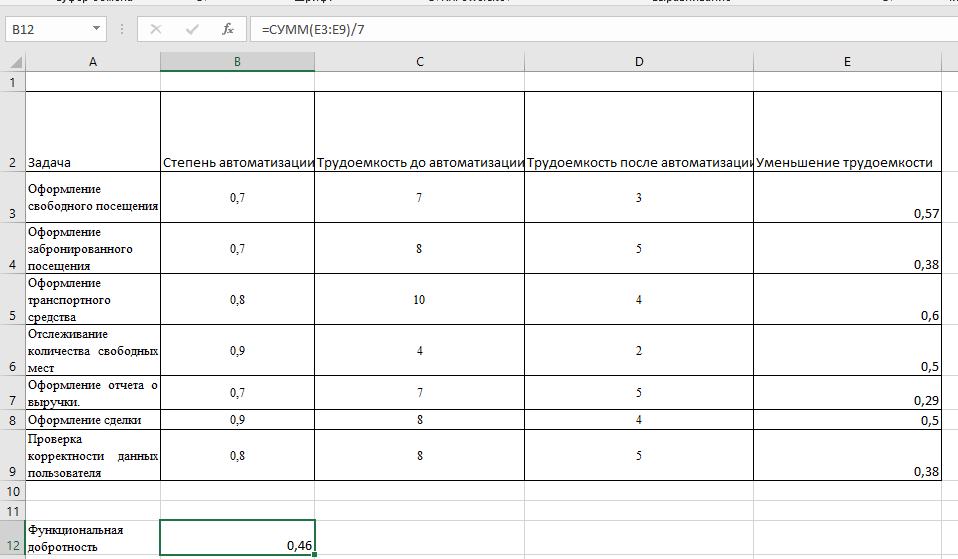 B12
=СУММ(E3:E9)/7
A B C D E
1
2 Задача Степень автоматизации Трудоемкость до автоматизации Трудоемкость после автоматизации Уменьшение трудоемкости
Оформление
свободного посещения
3 0,7 7 3 0,57
Оформление
забронированного
посещения
4 0,7 8 5 0,38
Оформление
транспортного
средства
5 0,8 10 4 0,6
Отслеживание
количества свободных
мест
6 0,9 4 2 0,5
Оформление отчета о
выручки.
7 0,7 7 5 0,29
8 Оформление сделки 0,9 8 4 0,5
Проверка
корректности данных
пользователя
9 0,8 8 5 0,38
10
11
Функциональная
добротность
12 0,46